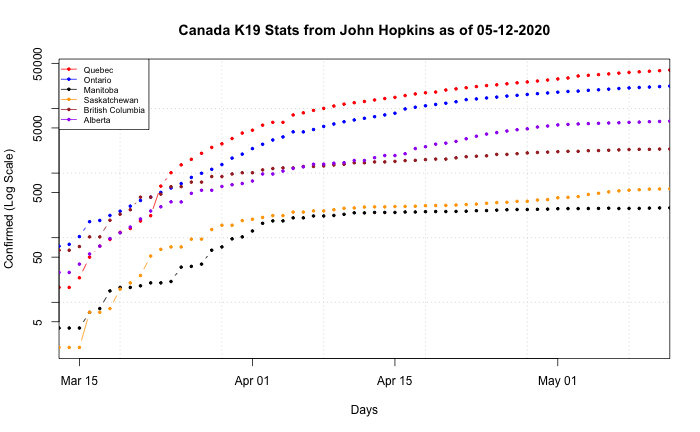 Canada K19 Stats from John Hopkins as of 05-12-2020
Quebec
Ontario
Manitoba
Saskatchewan
British Columbia
Alberta
Confirmed (Log Scale)
50000
5000
500
50
5
Mar 15
Apr 01
Apr 15
May 01
Days